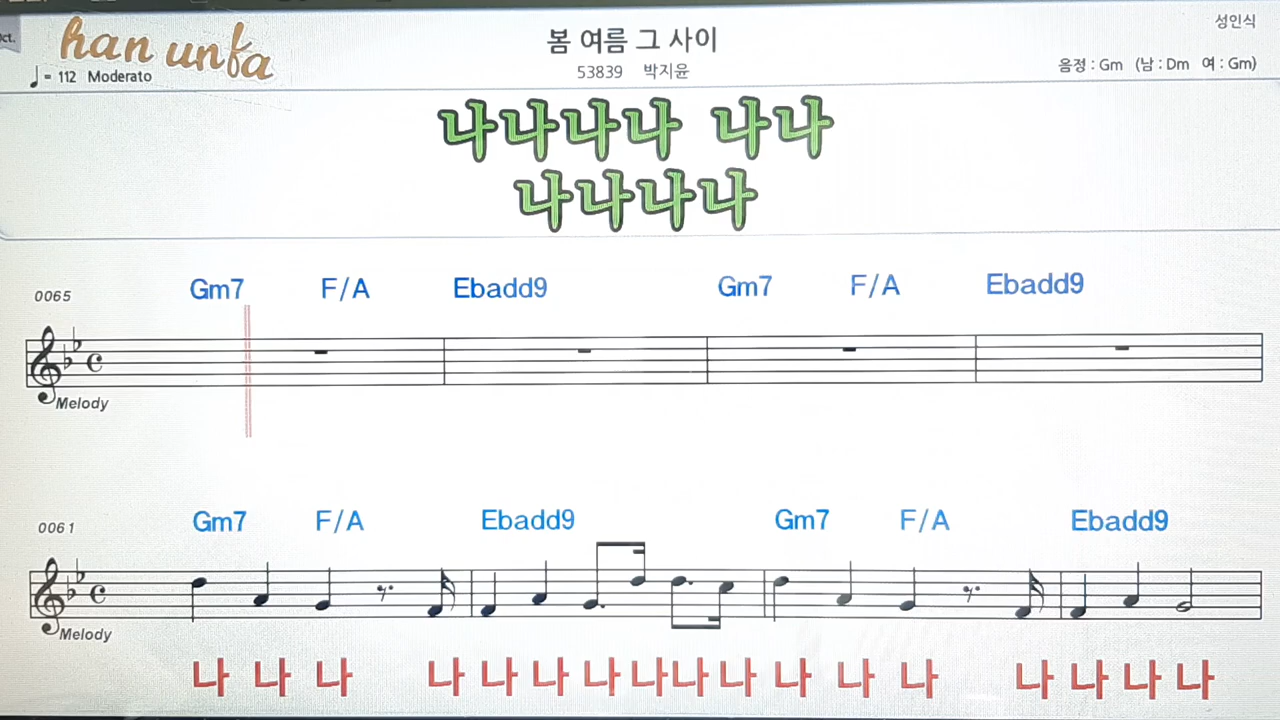 ct.
han unfa
성인식
봄 여름 그 사이
♩ = 112 Moderato
53839 박지윤
음정 : Gm (남 : Dm 여 : Gm)
나나나나 나나
나나나나
0065
Gm7 F/A Ebadd9 Gm7 F/A Ebadd9
Melody
0061
Gm7 F/A Ebadd9 Gm7 F/A Ebadd9
Melody
나 나 나 나 나 나 나 나 나 나 나 나 나 나 나 나 나